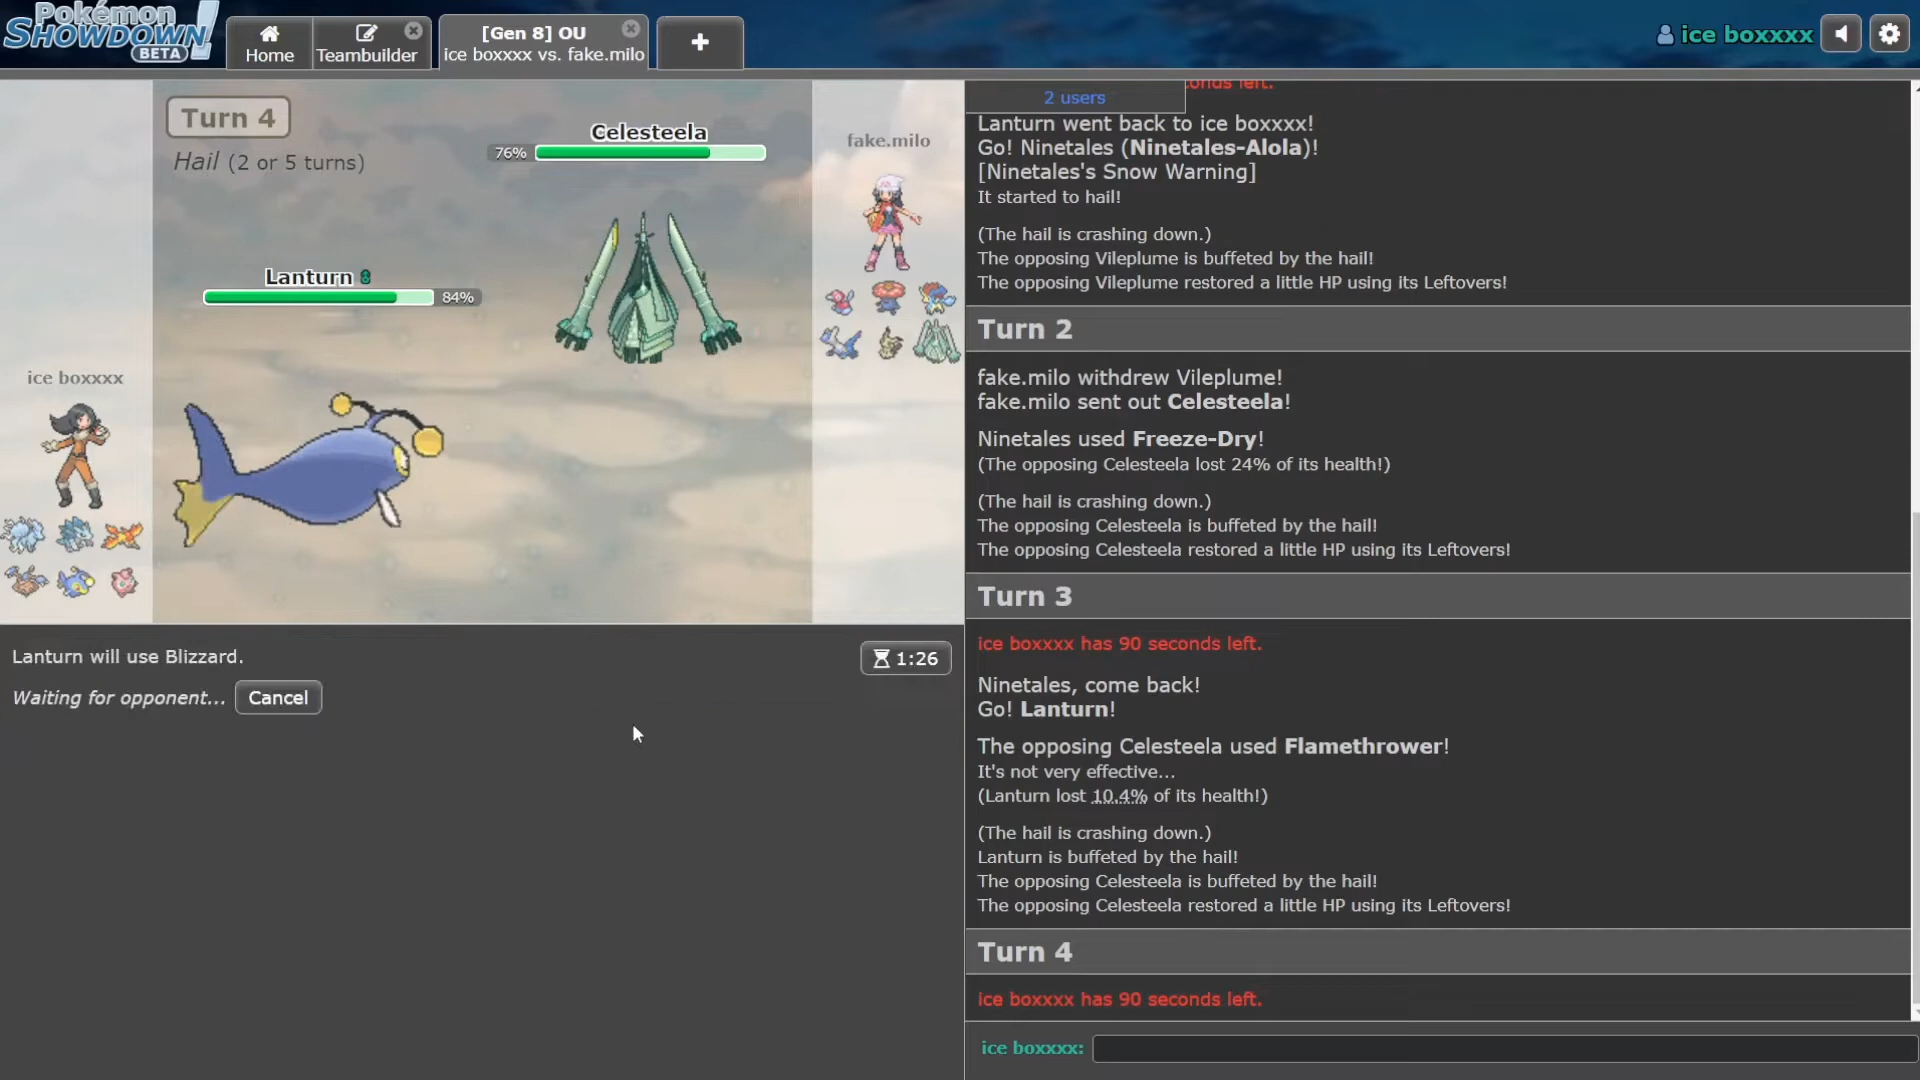 Pokémon
SHOWDOWN!
BETA
Home
Teambuilder
[Gen 8] OU
ice boxxxx vs. fake.milo
ice boxxxx
Turn 4
Hail (2 or 5 turns)
Celesteela
76%
Lanturn
84%
fake.milo
ice boxxxx
Lanturn will use Blizzard.
1:26
Waiting for opponent...
Cancel
2 users
seconds left.
Lanturn went back to ice boxxxx!
Go! Ninetales (Ninetales-Alola)!
[Ninetales's Snow Warning]
It started to hail!
(The hail is crashing down.)
The opposing Vileplume is buffeted by the hail!
The opposing Vileplume restored a little HP using its Leftovers!
Turn 2
fake.milo withdrew Vileplume!
fake.milo sent out Celesteela!
Ninetales used Freeze-Dry!
(The opposing Celesteela lost 24% of its health!)
(The hail is crashing down.)
The opposing Celesteela is buffeted by the hail!
The opposing Celesteela restored a little HP using its Leftovers!
Turn 3
ice boxxxx has 90 seconds left.
Ninetales, come back!
Go! Lanturn!
The opposing Celesteela used Flamethrower!
It's not very effective...
(Lanturn lost 10.4% of its health!)
(The hail is crashing down.)
Lanturn is buffeted by the hail!
The opposing Celesteela is buffeted by the hail!
The opposing Celesteela restored a little HP using its Leftovers!
Turn 4
ice boxxxx has 90 seconds left.
ice boxxxx: